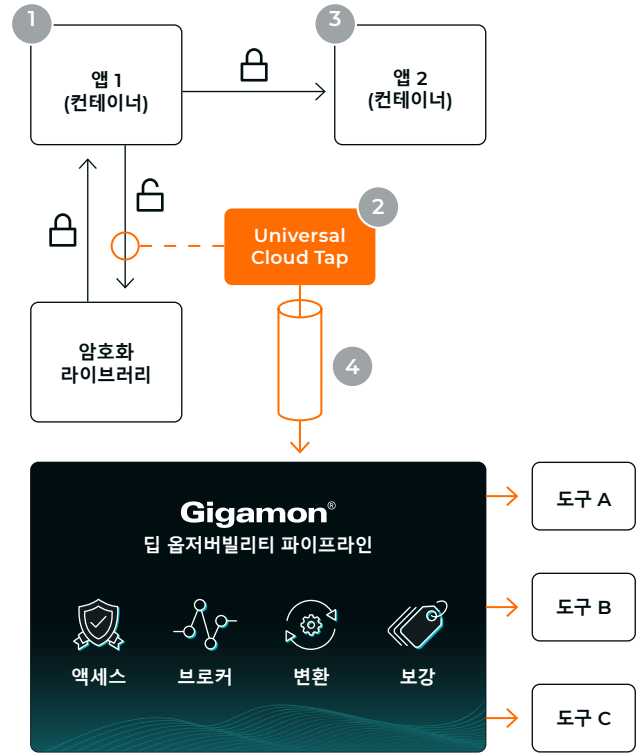 1
앱 1
(컨테이너)
3
앱 2
(컨테이너)
2
Universal
Cloud Tap
암호화
라이브러리
4
Gigamon®
딥 옵저버빌리티 파이프라인
액세스
브로커
변환
보강
도구 A
도구 B
도구 C